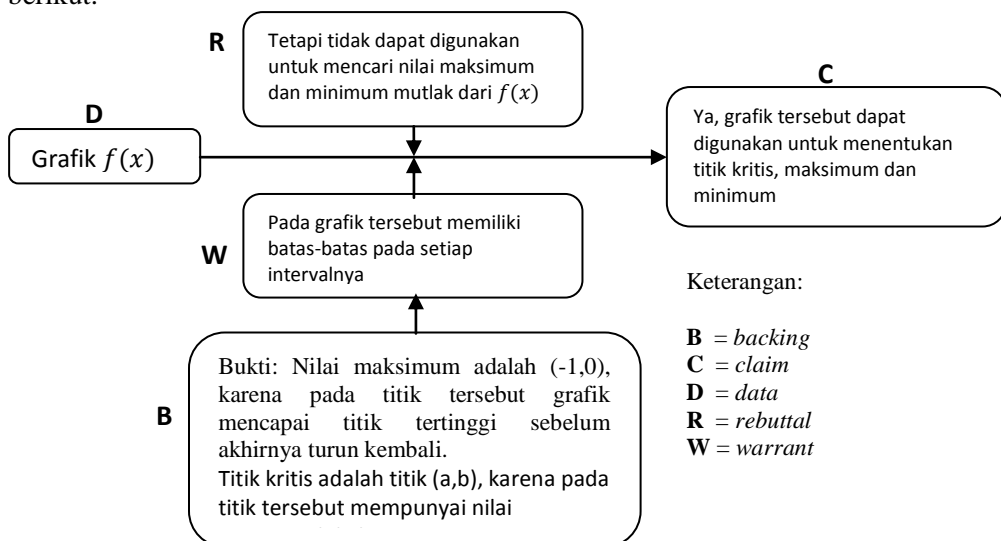 berikut:
R
Tetapi tidak dapat digunakan
untuk mencari nilai maksimum
dan minimum mutlak dari f(x)
C
D
Grafik f(x)
Ya, grafik tersebut dapat
digunakan untuk menentukan
titik kritis, maksimum dan
minimum
W
Pada grafik tersebut memiliki
batas-batas pada setiap
intervalnya
Keterangan:
B = backing
C = claim
D = data
R = rebuttal
W = warrant
B
Bukti: Nilai maksimum adalah (-1,0),
karena pada titik tersebut grafik
mencapai titik tertinggi sebelum
akhirnya turun kembali.
Titik kritis adalah titik (a,b), karena pada
titik tersebut mempunyai nilai